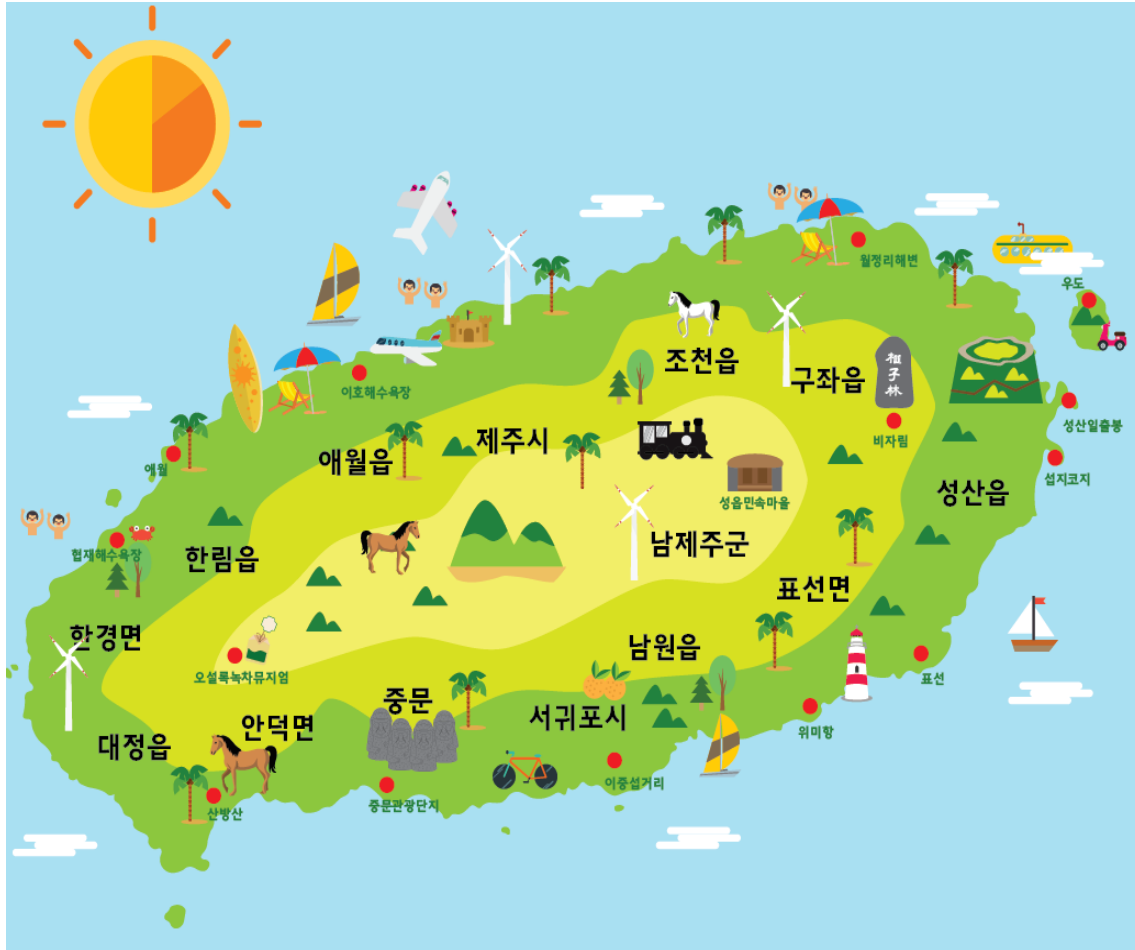 월정리해변
우도
조천읍
구좌읍
祖
子
林
이호해수욕장
비자림
성산일출봉
제주시
애월읍
애월
섭지코지
성읍민속마을
성산읍
협재해수욕장
한림읍
남제주군
표선면
한경면
남원읍
오설록녹차뮤지엄
표선
중문
서귀포시
안덕면
위미항
대정읍
이중섭거리
중문관광단지
산방산